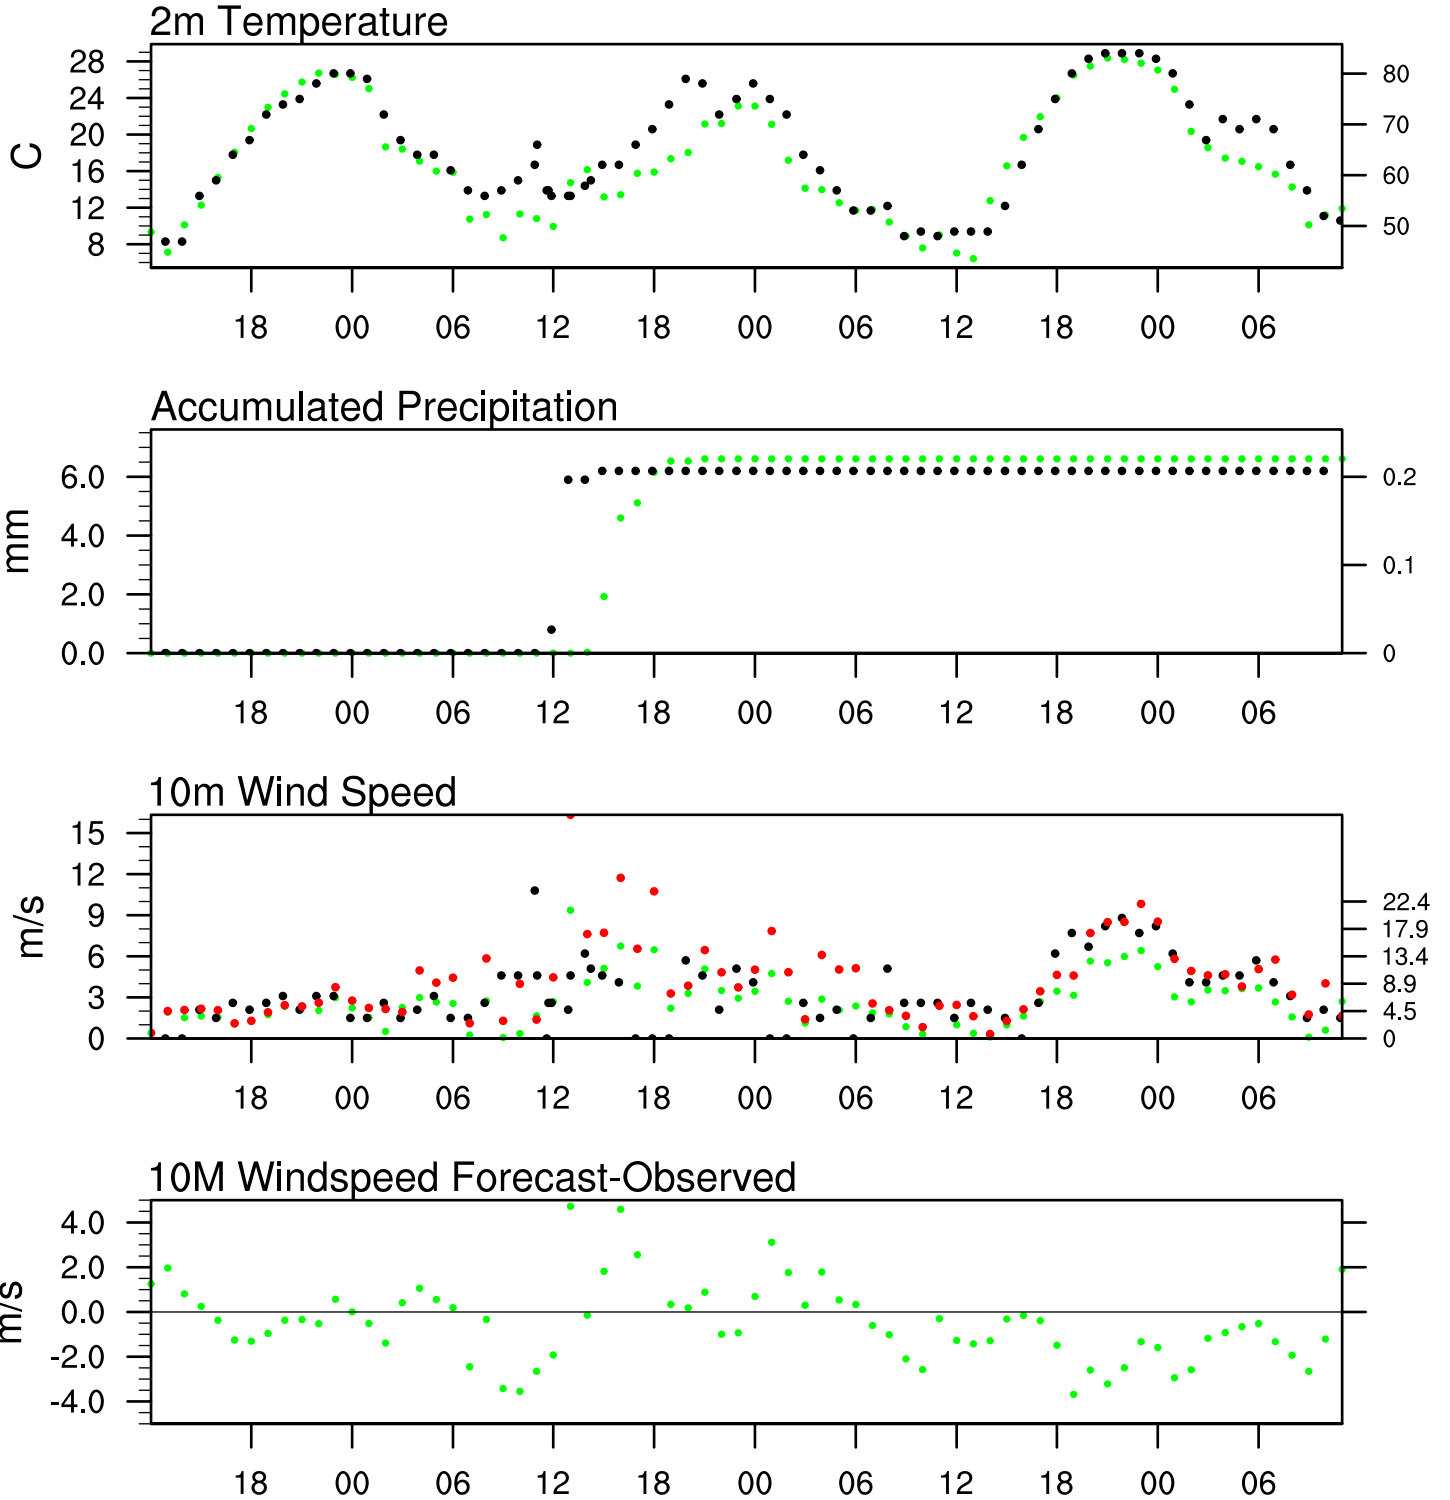 2m Temperature
28
24
20
16
12
8
C
80
70
60
50
18 00 06 12 18 00 06 12 18 00 06
Accumulated Precipitation
6.0
4.0
2.0
0.0
mm
0.2
0.1
0
18 00 06 12 18 00 06 12 18 00 06
10m Wind Speed
15
12
9
6
3
0
m/s
22.4
17.9
13.4
8.9
4.5
0
18 00 06 12 18 00 06 12 18 00 06
10M Windspeed Forecast-Observed
4.0
2.0
0.0
-2.0
-4.0
m/s
18 00 06 12 18 00 06 12 18 00 06